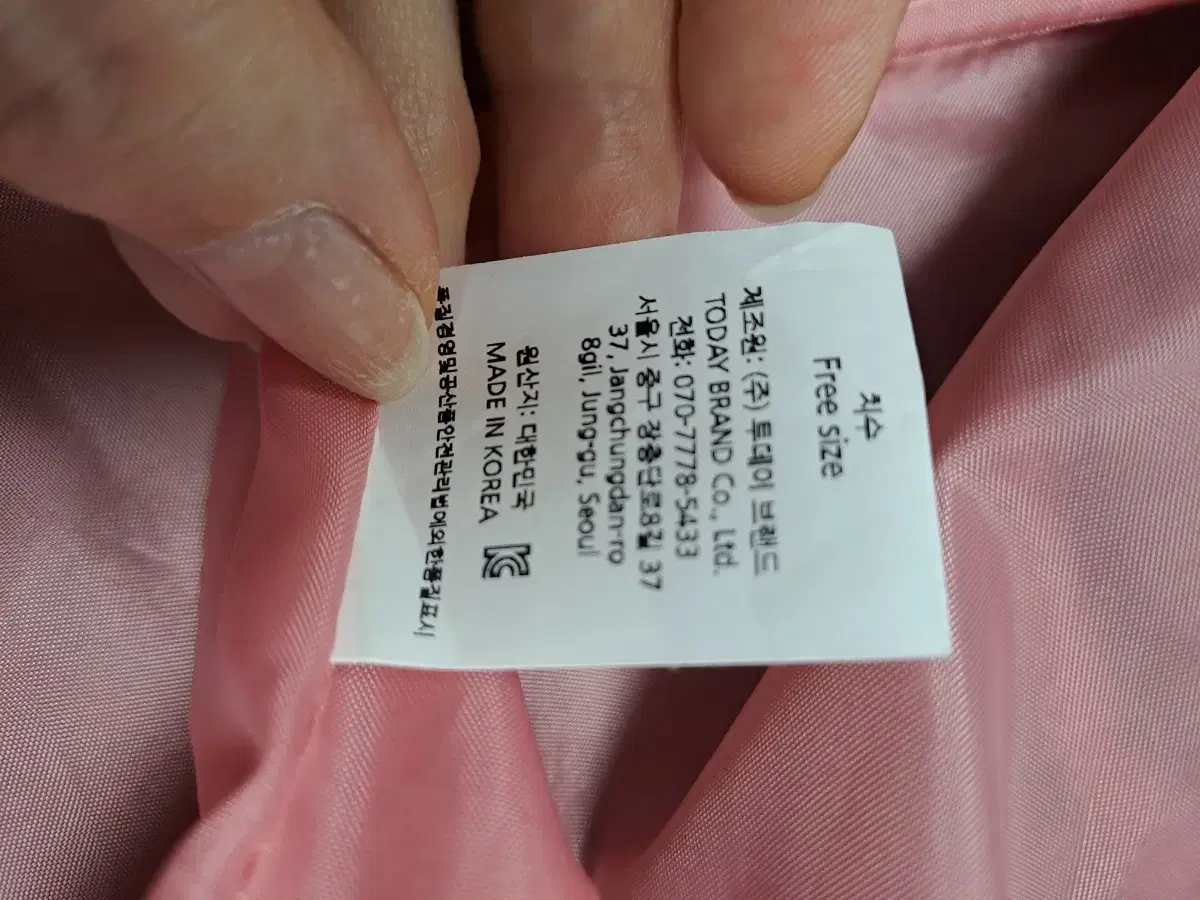 치수
Free size
제조원: (주) 투데이 브랜드
TODAY BRAND Co., Ltd.
전화: 070-7778-5433
서울시 중구 장충단로8길 37
37, Jangchungdan-ro
8gil, Jung-gu, Seoul
원산지: 대한민국
MADE IN KOREA
품질경영및공산품안전관리법에의한품질표시